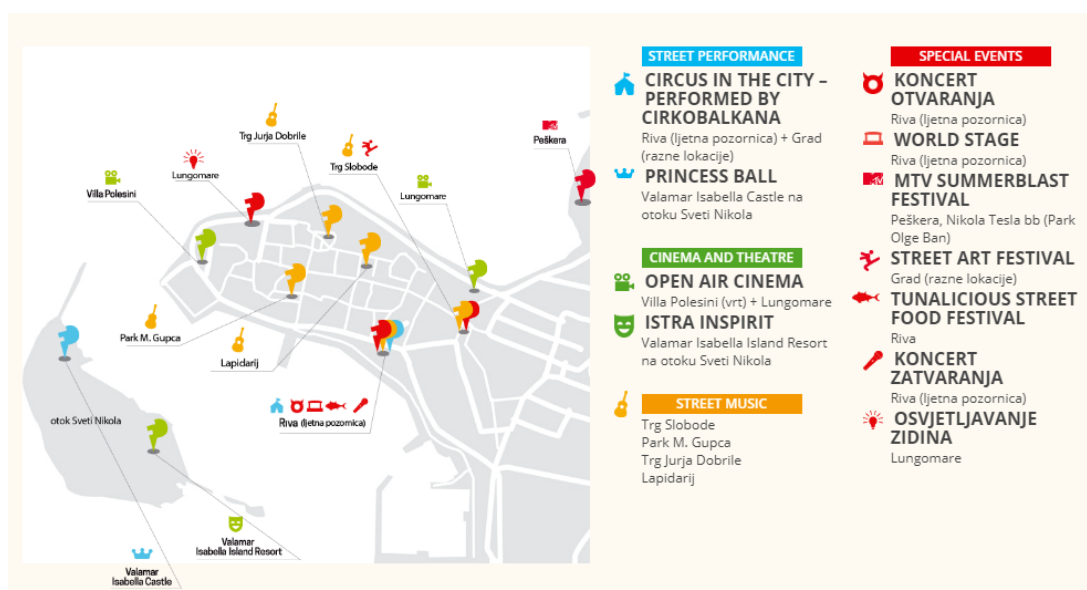 Trg Jurja Dobrile
Peškera
Trg Slobode
Lungomare
Villa Polesini
Lungomare
Park M. Gupca
Lapidarij
Riva (ljetna pozornica)
otok Sveti Nikola
Valamar
Isabella Island Resort
Valamar
Isabella Castle
STREET PERFORMANCE
CIRCUS IN THE CITY –
PERFORMED BY
CIRKOBALKANA
Riva (ljetna pozornica) + Grad
(razne lokacije)
PRINCESS BALL
Valamar Isabella Castle na
otoku Sveti Nikola
CINEMA AND THEATRE
OPEN AIR CINEMA
Villa Polesini (vrt) + Lungomare
ISTRA INSPIRIT
Valamar Isabella Island Resort
na otoku Sveti Nikola
STREET MUSIC
Trg Slobode
Park M. Gupca
Trg Jurja Dobrile
Lapidarij
SPECIAL EVENTS
KONCERT
OTVARANJA
Riva (ljetna pozornica)
WORLD STAGE
Riva (ljetna pozornica)
MTV SUMMERBLAST
FESTIVAL
Peškera, Nikola Tesla bb (Park
Olge Ban)
STREET ART FESTIVAL
Grad (razne lokacije)
TUNALICIOUS STREET
FOOD FESTIVAL
Riva
KONCERT
ZATVARANJA
Riva (ljetna pozornica)
OSVJETLJAVANJE
ZIDINA
Lungomare